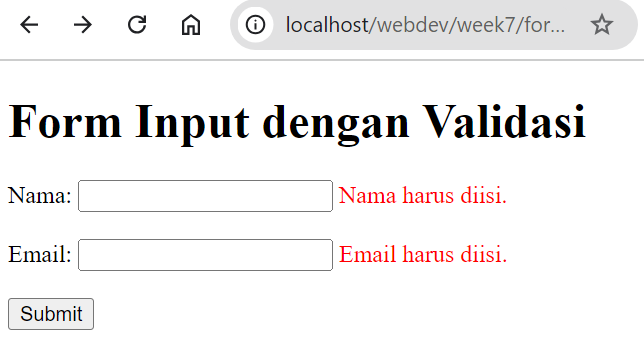 localhost/webdev/week7/for...
Form Input dengan Validasi
Nama: Nama harus diisi.
Email: Email harus diisi.
Submit